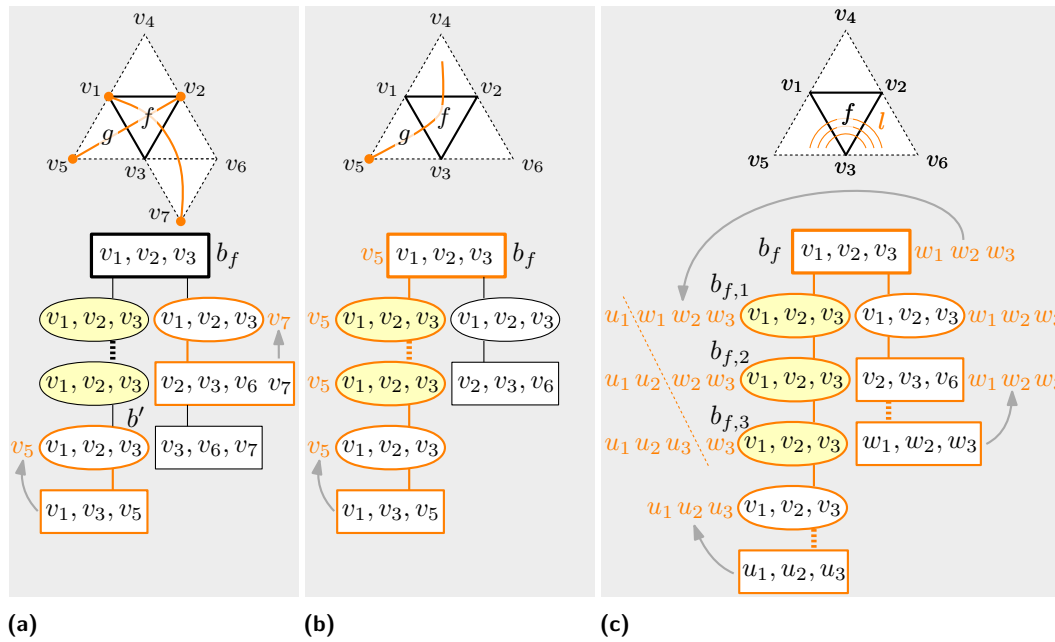 v4
v1 v2
g f
v5 v3 v6
v7
v1, v2, v3 bf
v1, v2, v3 v1, v2, v3 v7
v1, v2, v3 v2, v3, v6 v7
b′
v5 v1, v2, v3 v3, v6, v7
v1, v3, v5
(a)
v4
v1 v2
g f
v5 v3 v6
v5 v1, v2, v3 bf
v5 v1, v2, v3 v1, v2, v3
v5 v1, v2, v3 v2, v3, v6
v5 v1, v2, v3
v1, v3, v5
(b)
v4
v1 v2
f l
v5 v3 v6
bf v1, v2, v3 w1 w2 w3
bf,1
u1 w1 w2 w3 v1, v2, v3 v1, v2, v3 w1 w2 w3
bf,2
u1 u2 w2 w3 v1, v2, v3 v2, v3, v6 w1 w2 w3
bf,3
u1 u2 u3 w3 v1, v2, v3 w1, w2, w3
u1 u2 u3 v1, v2, v3
u1, u2, u3
(c)